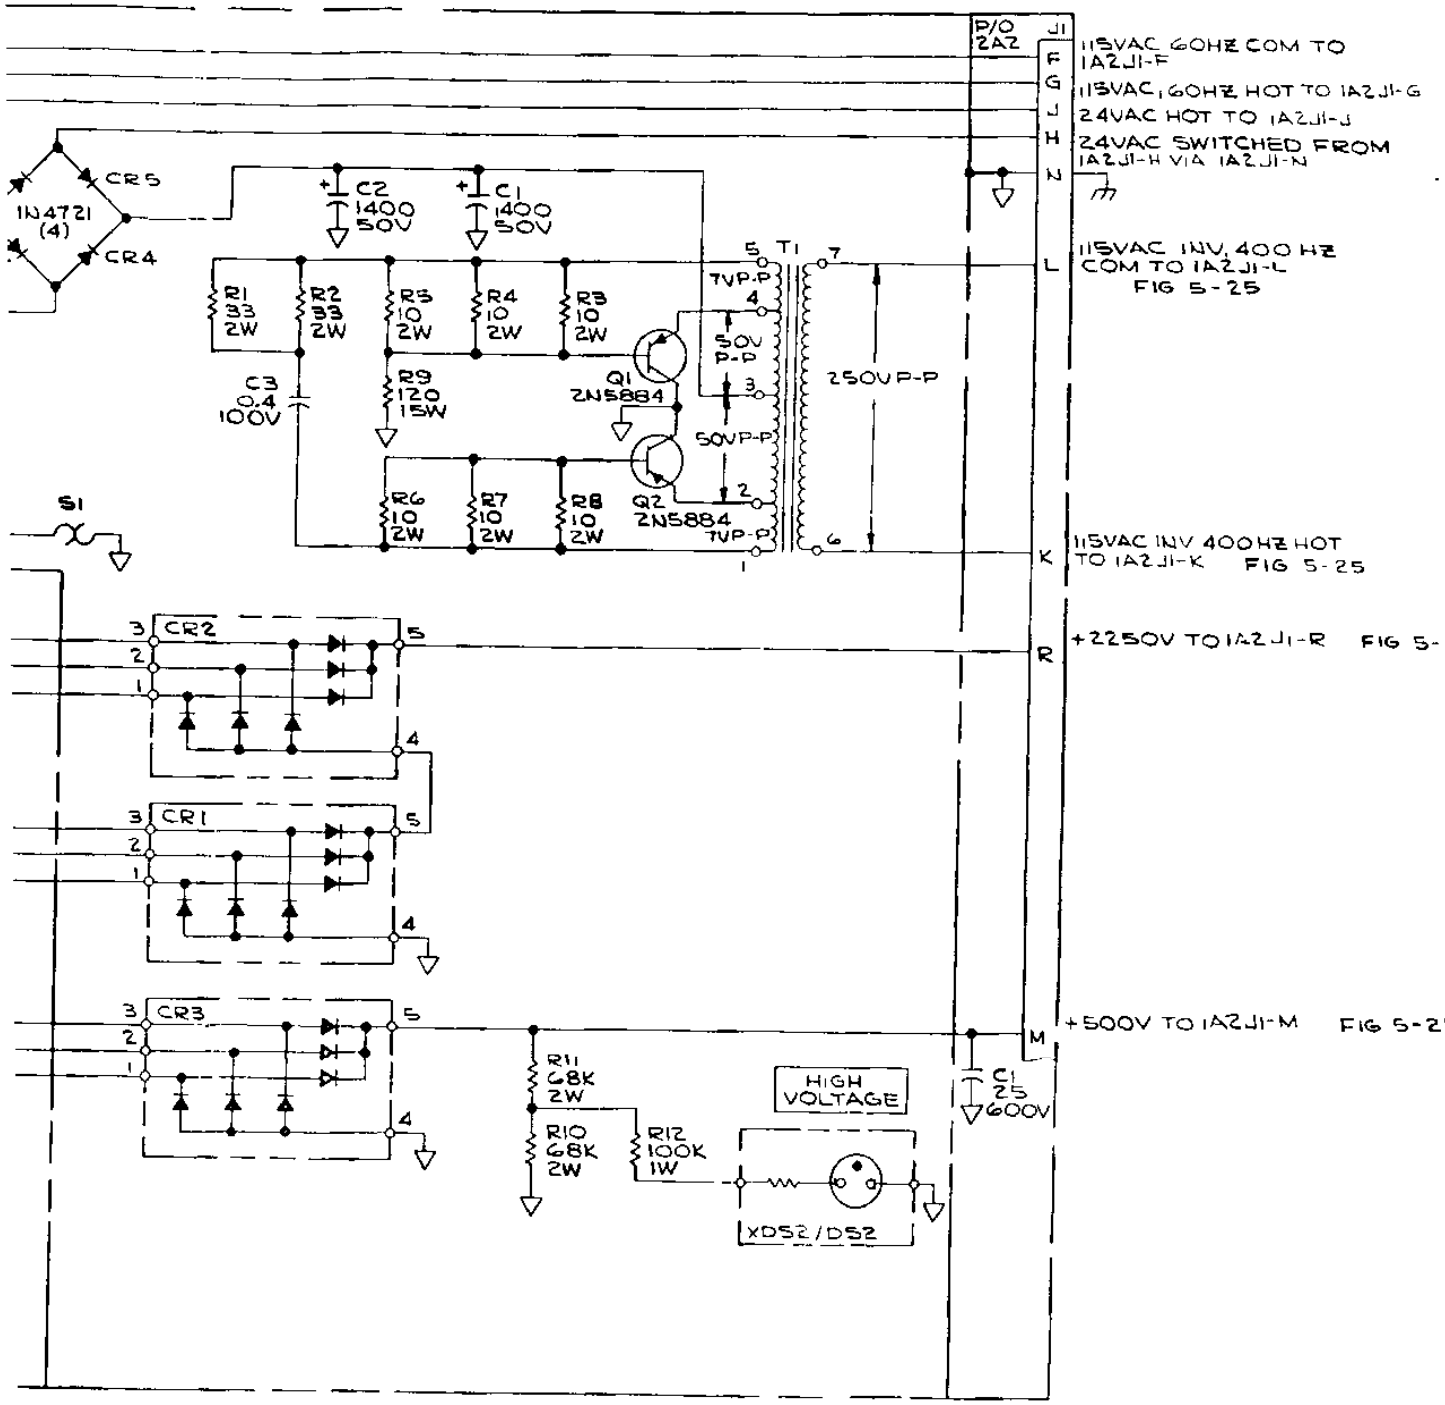 P/O J1
2A2
F
G
J
H
N
115VAC 60HZ COM TO
1A2J1-F
115VAC, 60HZ HOT TO 1A2J1-G
24VAC HOT TO 1A2J1-J
24VAC SWITCHED FROM
1A2J1-H VIA 1A2J1-N
CR5
1N4721
(4)
CR4
+ C2
1400
50V
+ C1
1400
50V
R1
33
2W
R2
33
2W
R5
10
2W
R4
10
2W
R3
10
2W
5 T1 7
7VP-P
4
50V
P-P
3
50VP-P
2
7VP-P
1
6
250VP-P
L
115VAC INV, 400 HZ
COM TO 1A2J1-L
FIG 5-25
C3
0.4
100V
R9
120
15W
Q1
2N5884
Q2
2N5884
R6
10
2W
R7
10
2W
R8
10
2W
S1
K
115VAC INV 400HZ HOT
TO 1A2J1-K FIG 5-25
3 CR2 5
2
1
4
R
+2250V TO 1A2J1-R FIG 5-
3 CR1 5
2
1
4
3 CR3 5
2
1
4
M
+500V TO 1A2J1-M FIG 5-2
R11
68K
2W
R10
68K
2W
R12
100K
1W
HIGH
VOLTAGE
C1
25
600V
XDS2/DS2